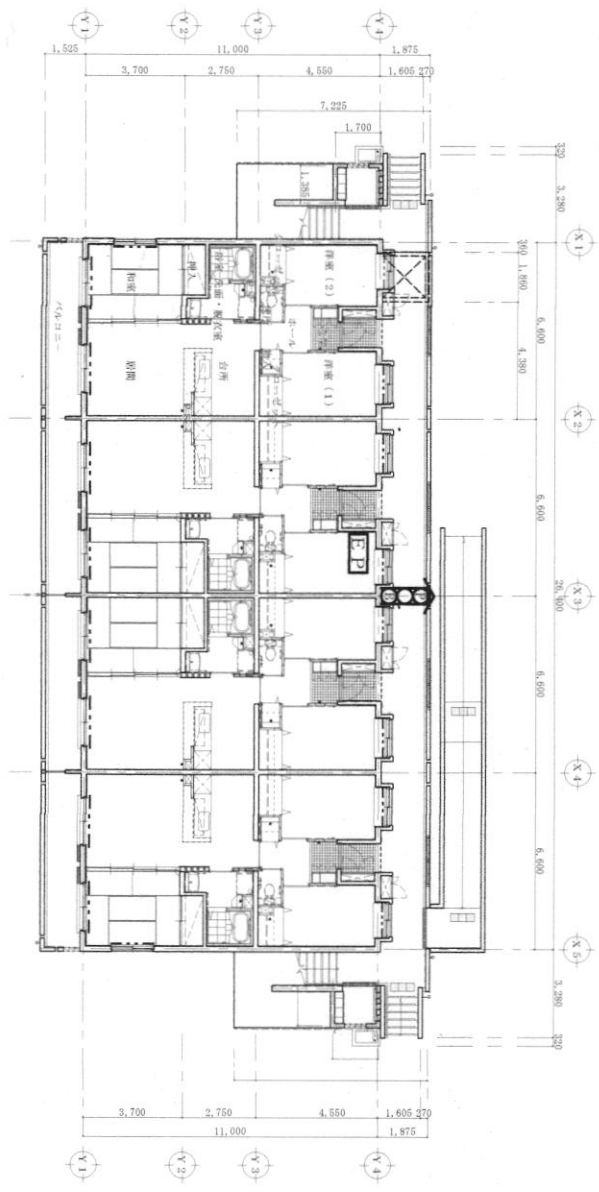 Y1
Y2
Y3
Y4
1,525
11,000
1,875
3,700
2,750
4,550
1,605
270
7,225
1,700
320
3,280
1,385
X1
360
1,860
6,600
4,380
和室
押入
浴室
洗面・脱衣室
ホール
洋室(2)
バルコニー
居間
台所
洋室(1)
X2
6,600
EP
X3
26,400
6,600
X4
6,600
X5
3,280
320
3,700
2,750
4,550
1,605
270
11,000
1,875
Y1
Y2
Y3
Y4